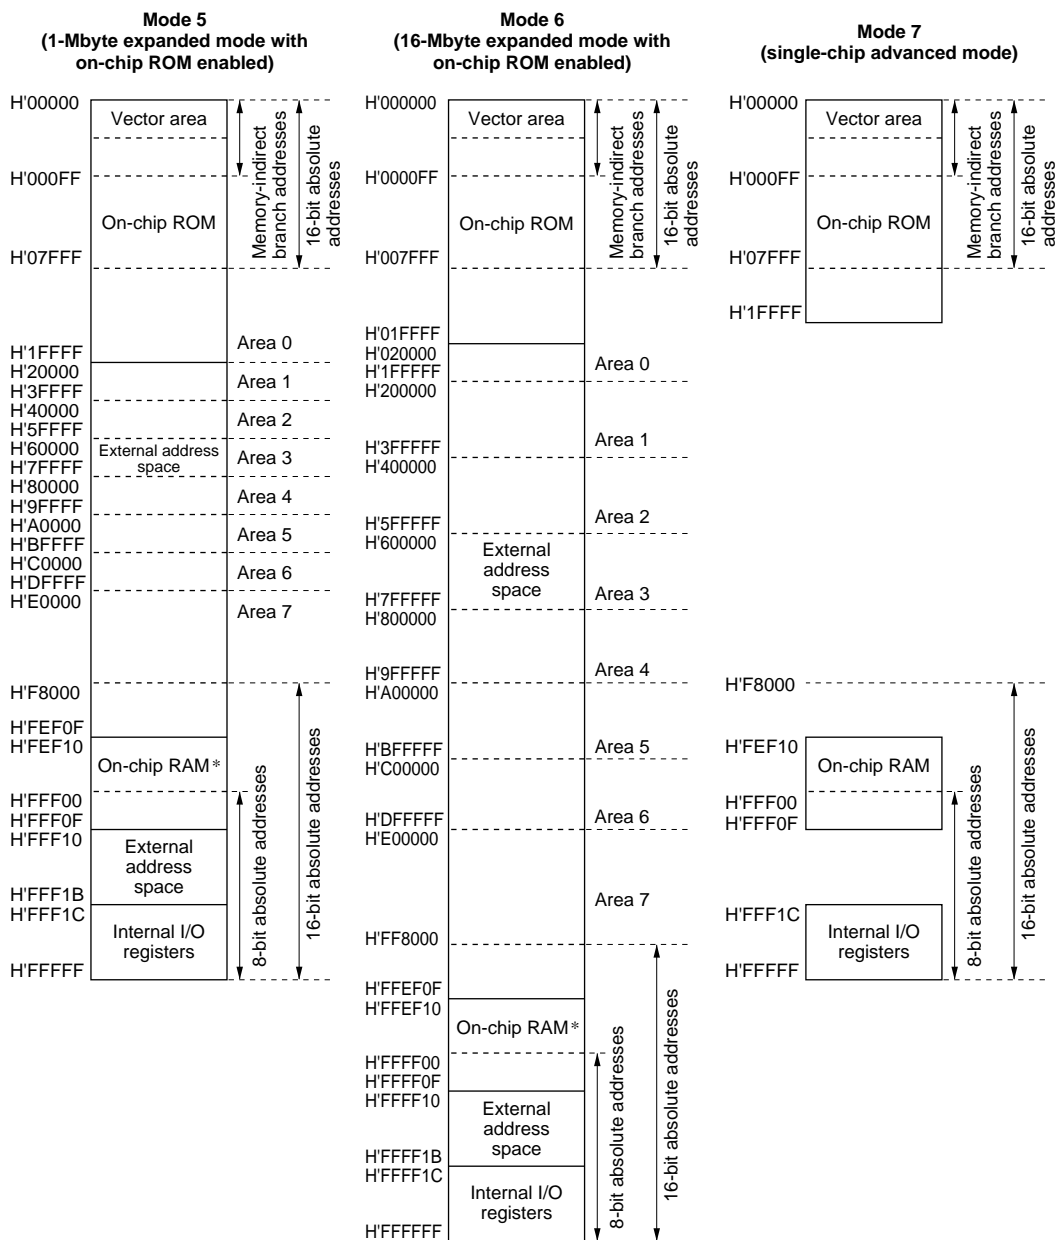 Mode 5
(1-Mbyte expanded mode with
on-chip ROM enabled)
H'00000
Vector area
H'000FF
On-chip ROM
H'07FFF
Memory-indirect
branch addresses
16-bit absolute
addresses
H'1FFFF
Area 0
H'20000
H'3FFFF
Area 1
H'40000
H'5FFFF
Area 2
H'60000
H'7FFFF
External address
space
Area 3
H'80000
H'9FFFF
Area 4
H'A0000
H'BFFFF
Area 5
H'C0000
H'DFFFF
Area 6
H'E0000
Area 7
H'F8000
H'FEF0F
H'FEF10
On-chip RAM*
H'FFF00
H'FFF0F
H'FFF10
External
address
space
H'FFF1B
H'FFF1C
Internal I/O
registers
H'FFFFF
8-bit absolute addresses
16-bit absolute addresses
Mode 6
(16-Mbyte expanded mode with
on-chip ROM enabled)
H'000000
Vector area
H'0000FF
On-chip ROM
H'007FFF
Memory-indirect
branch addresses
16-bit absolute
addresses
H'01FFFF
H'020000
H'1FFFFF
Area 0
H'200000
H'3FFFFF
Area 1
H'400000
H'5FFFFF
Area 2
H'600000
External
address
space
H'7FFFFF
Area 3
H'800000
H'9FFFFF
Area 4
H'A00000
H'BFFFFF
Area 5
H'C00000
H'DFFFFF
Area 6
H'E00000
Area 7
H'FF8000
H'FFEF0F
H'FFEF10
On-chip RAM*
H'FFFF00
H'FFFF0F
H'FFFF10
External
address
space
H'FFFF1B
H'FFFF1C
Internal I/O
registers
H'FFFFFF
8-bit absolute addresses
16-bit absolute addresses
Mode 7
(single-chip advanced mode)
H'00000
Vector area
H'000FF
On-chip ROM
H'07FFF
Memory-indirect
branch addresses
16-bit absolute
addresses
H'1FFFF
H'F8000
H'FEF10
On-chip RAM
H'FFF00
H'FFF0F
H'FFF1C
Internal I/O
registers
H'FFFFF
8-bit absolute addresses
16-bit absolute addresses